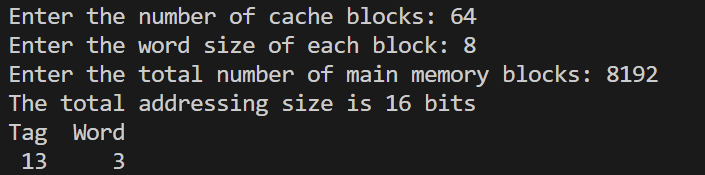 Enter the number of cache blocks: 64
Enter the word size of each block: 8
Enter the total number of main memory blocks: 8192
The total addressing size is 16 bits
Tag  Word
 13    3